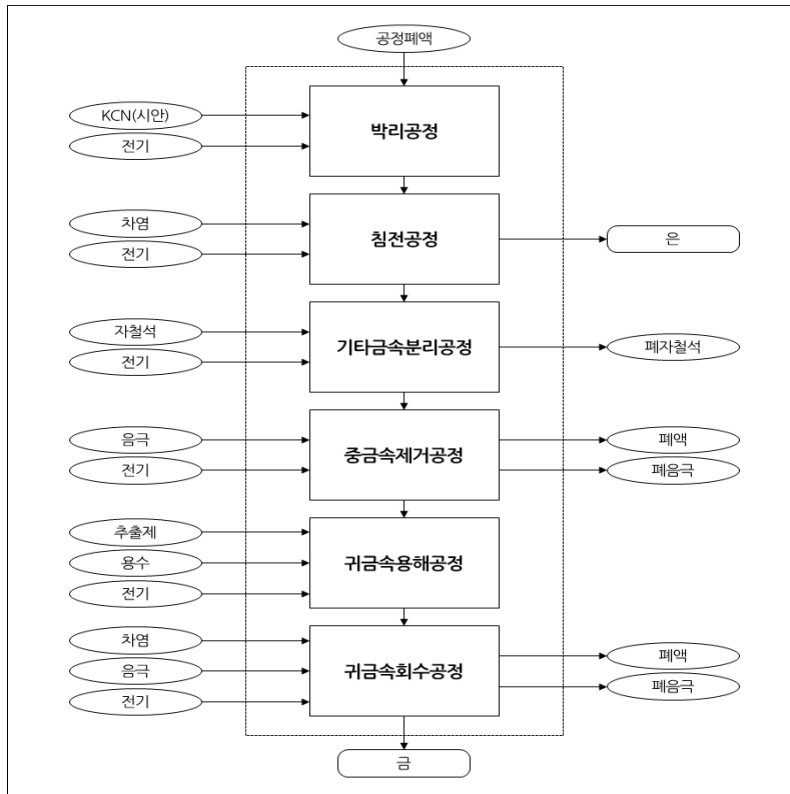 공정폐액
KCN(시안)
전기
박리공정
차염
전기
침전공정
은
자철석
전기
기타금속분리공정
폐자철석
음극
전기
중금속제거공정
폐액
폐음극
추출제
용수
전기
귀금속용해공정
차염
음극
전기
귀금속회수공정
폐액
폐음극
금